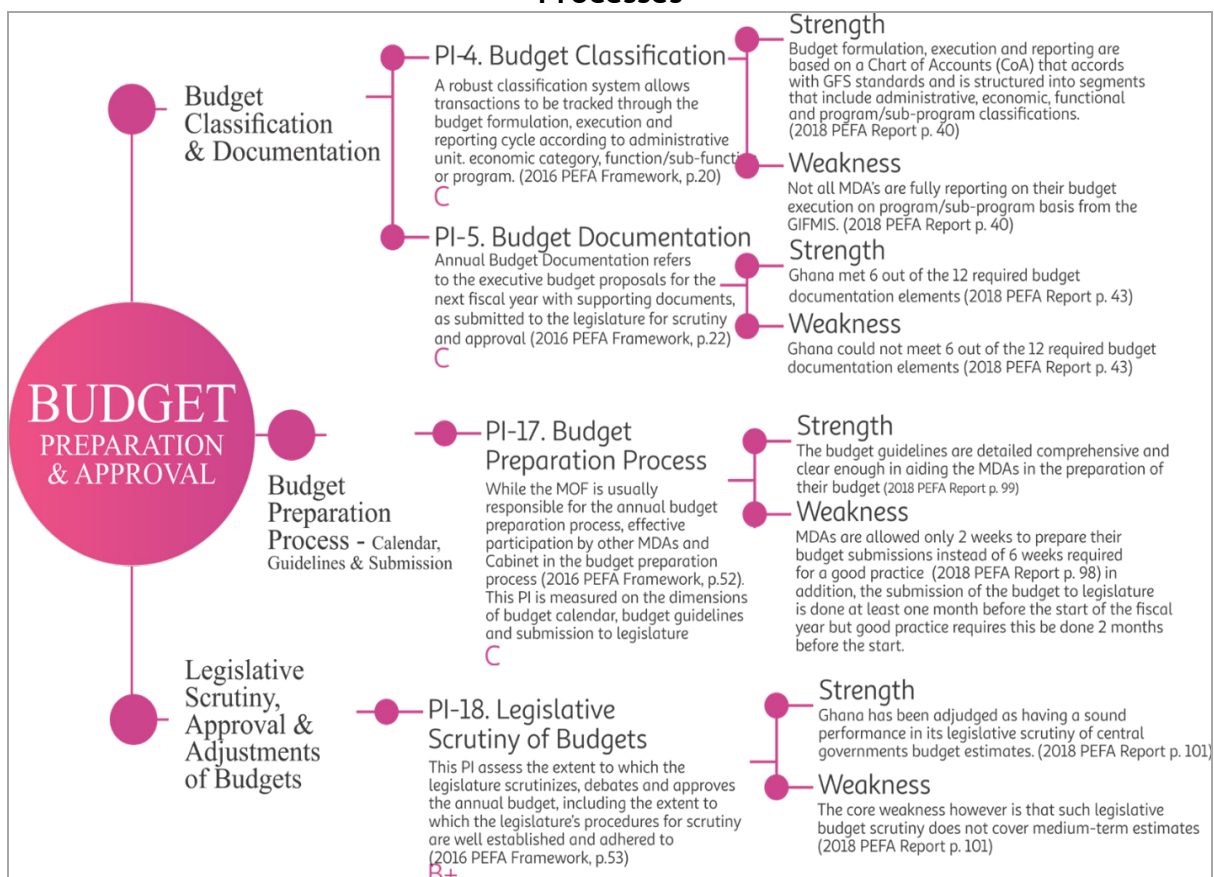 Processes
BUDGET
PREPARATION
& APPROVAL
Budget
Classification
& Documentation
PI-4. Budget Classification
A robust classification system allows
transactions to be tracked through the
budget formulation, execution and
reporting cycle according to administrative
unit. economic category, function/sub-functi
or program. (2016 PEFA Framework, p.20)
C
Strength
Budget formulation, execution and reporting are
based on a Chart of Accounts (CoA) that accords
with GFS standards and is structured into segments
that include administrative, economic, functional
and program/sub-program classifications.
(2018 PEFA Report p. 40)
Weakness
Not all MDA's are fully reporting on their budget
execution on program/sub-program basis from the
GIFMIS. (2018 PEFA Report p. 40)
PI-5. Budget Documentation
Annual Budget Documentation refers
to the executive budget proposals for the
next fiscal year with supporting documents,
as submitted to the legislature for scrutiny
and approval (2016 PEFA Framework, p.22)
C
Strength
Ghana met 6 out of the 12 required budget
documentation elements (2018 PEFA Report p. 43)
Weakness
Ghana could not meet 6 out of the 12 required budget
documentation elements (2018 PEFA Report p. 43)
Budget
Preparation
Process - Calendar,
Guidelines & Submission
PI-17. Budget
Preparation Process
While the MOF is usually
responsible for the annual budget
preparation process, effective
participation by other MDAs and
Cabinet in the budget preparation
process (2016 PEFA Framework, p.52).
This PI is measured on the dimensions
of budget calendar, budget guidelines
and submission to legislature
C
Strength
The budget guidelines are detailed comprehensive and
clear enough in aiding the MDAs in the preparation of
their budget (2018 PEFA Report p. 99)
Weakness
MDAs are allowed only 2 weeks to prepare their
budget submissions instead of 6 weeks required
for a good practice (2018 PEFA Report p. 98) in
addition, the submission of the budget to legislature
is done at least one month before the start of the fiscal
year but good practice requires this be done 2 months
before the start.
Legislative
Scrutiny,
Approval &
Adjustments
of Budgets
PI-18. Legislative
Scrutiny of Budgets
This PI assess the extent to which the
legislature scrutinizes, debates and approves
the annual budget, including the extent to
which the legislature's procedures for scrutiny
are well established and adhered to
(2016 PEFA Framework, p.53)
B+
Strength
Ghana has been adjudged as having a sound
performance in its legislative scrutiny of central
governments budget estimates. (2018 PEFA Report p. 101)
Weakness
The core weakness however is that such legislative
budget scrutiny does not cover medium-term estimates
(2018 PEFA Report p. 101)